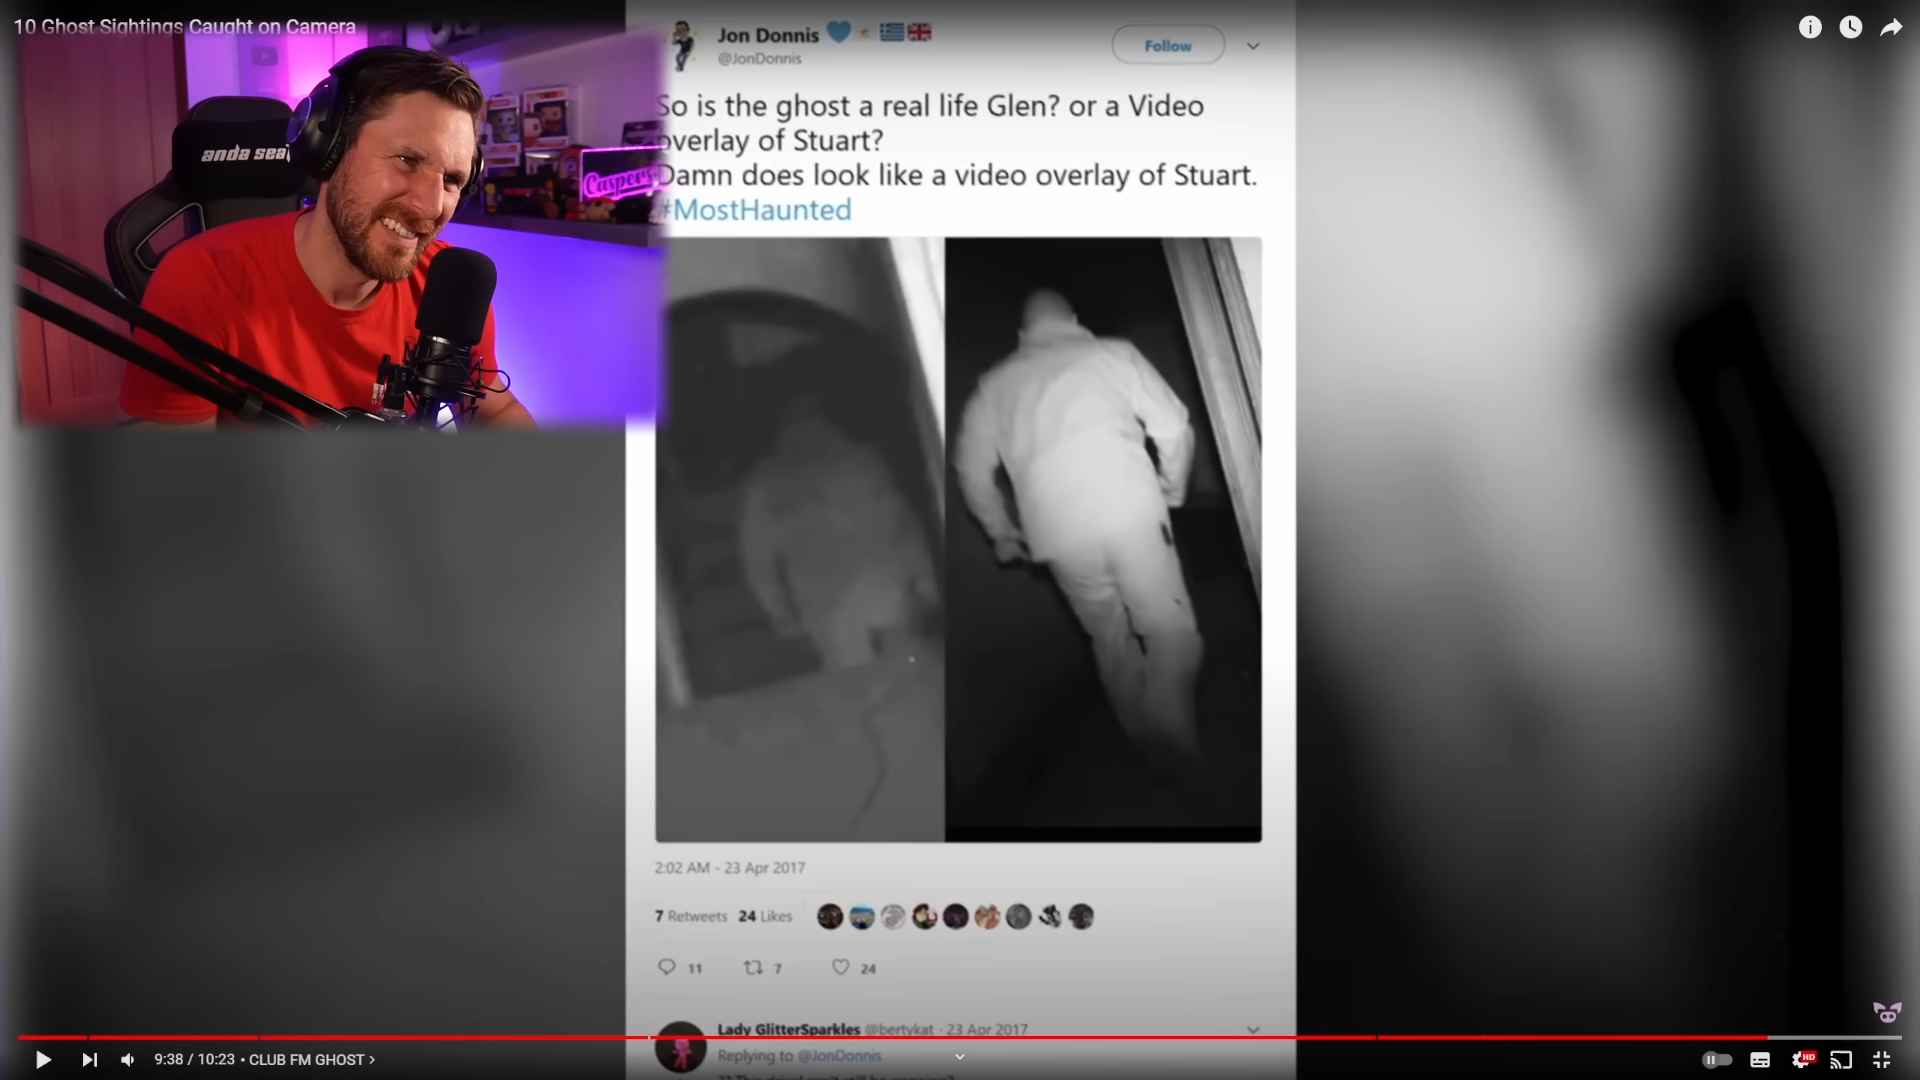 10 Ghost Sightings Caught on Camera
anda sea
Caspers
Jon Donnis
@JonDonnis
Follow
So is the ghost a real life Glen? or a Video
overlay of Stuart?
Damn does look like a video overlay of Stuart.
#MostHaunted
2:02 AM - 23 Apr 2017
7 Retweets 24 Likes
11 7 24
Lady GlitterSparkles @bertykat · 23 Apr 2017
Replying to @JonDonnis
9:38 / 10:23 • CLUB FM GHOST >
HD